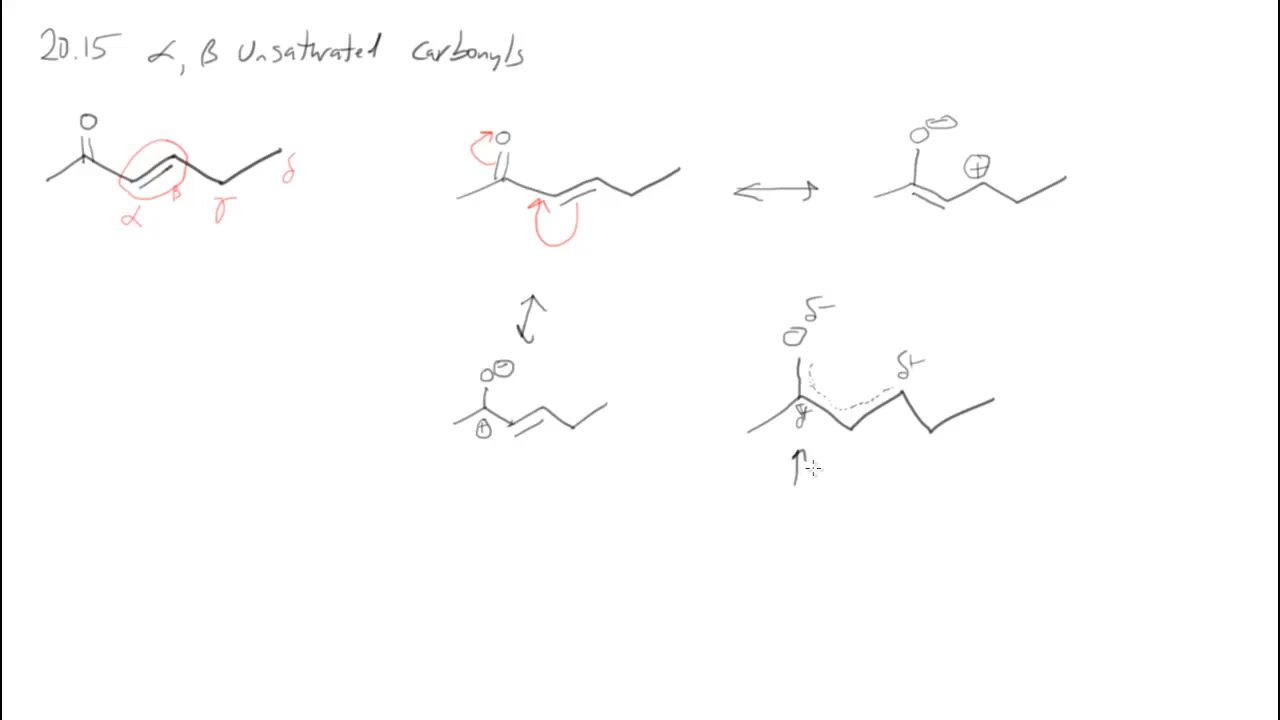 20.15 α, β Unsaturated Carbonyls
O
α β γ δ
O
O⊖
⊕
O⊖
⊕
O δ-
δ+
δ+